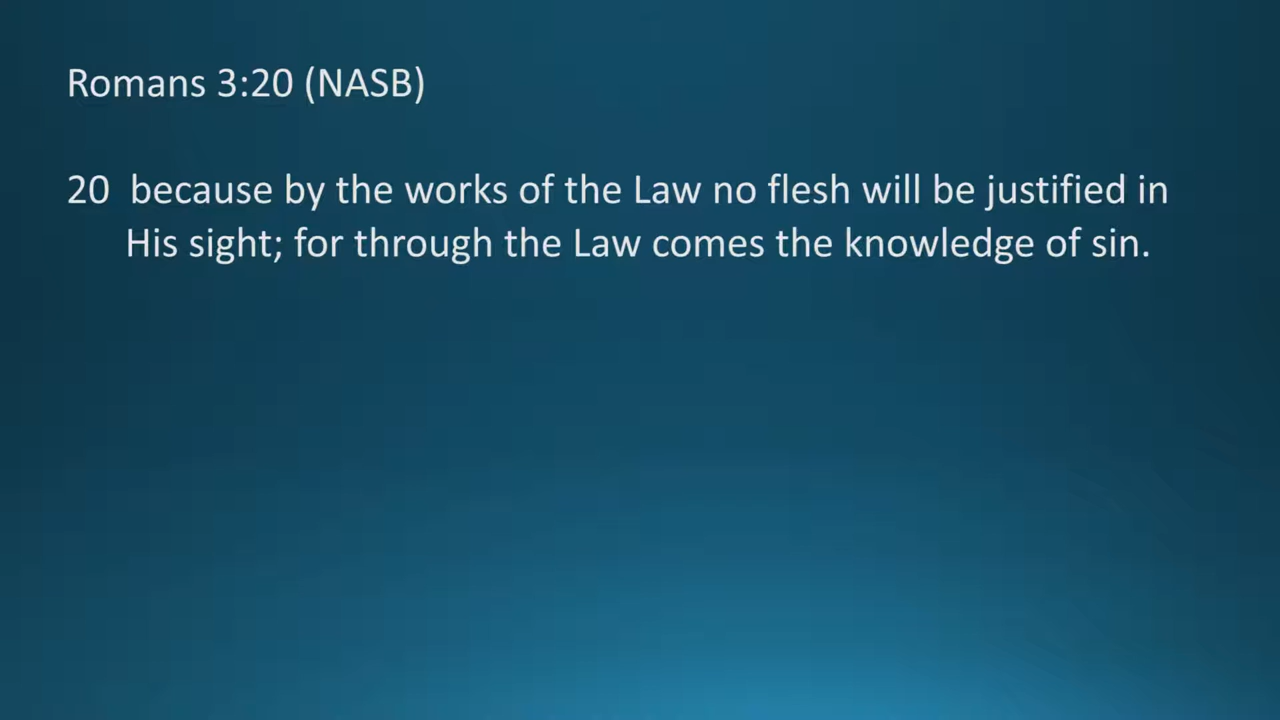 Romans 3:20 (NASB)
20 because by the works of the Law no flesh will be justified in
His sight; for through the Law comes the knowledge of sin.